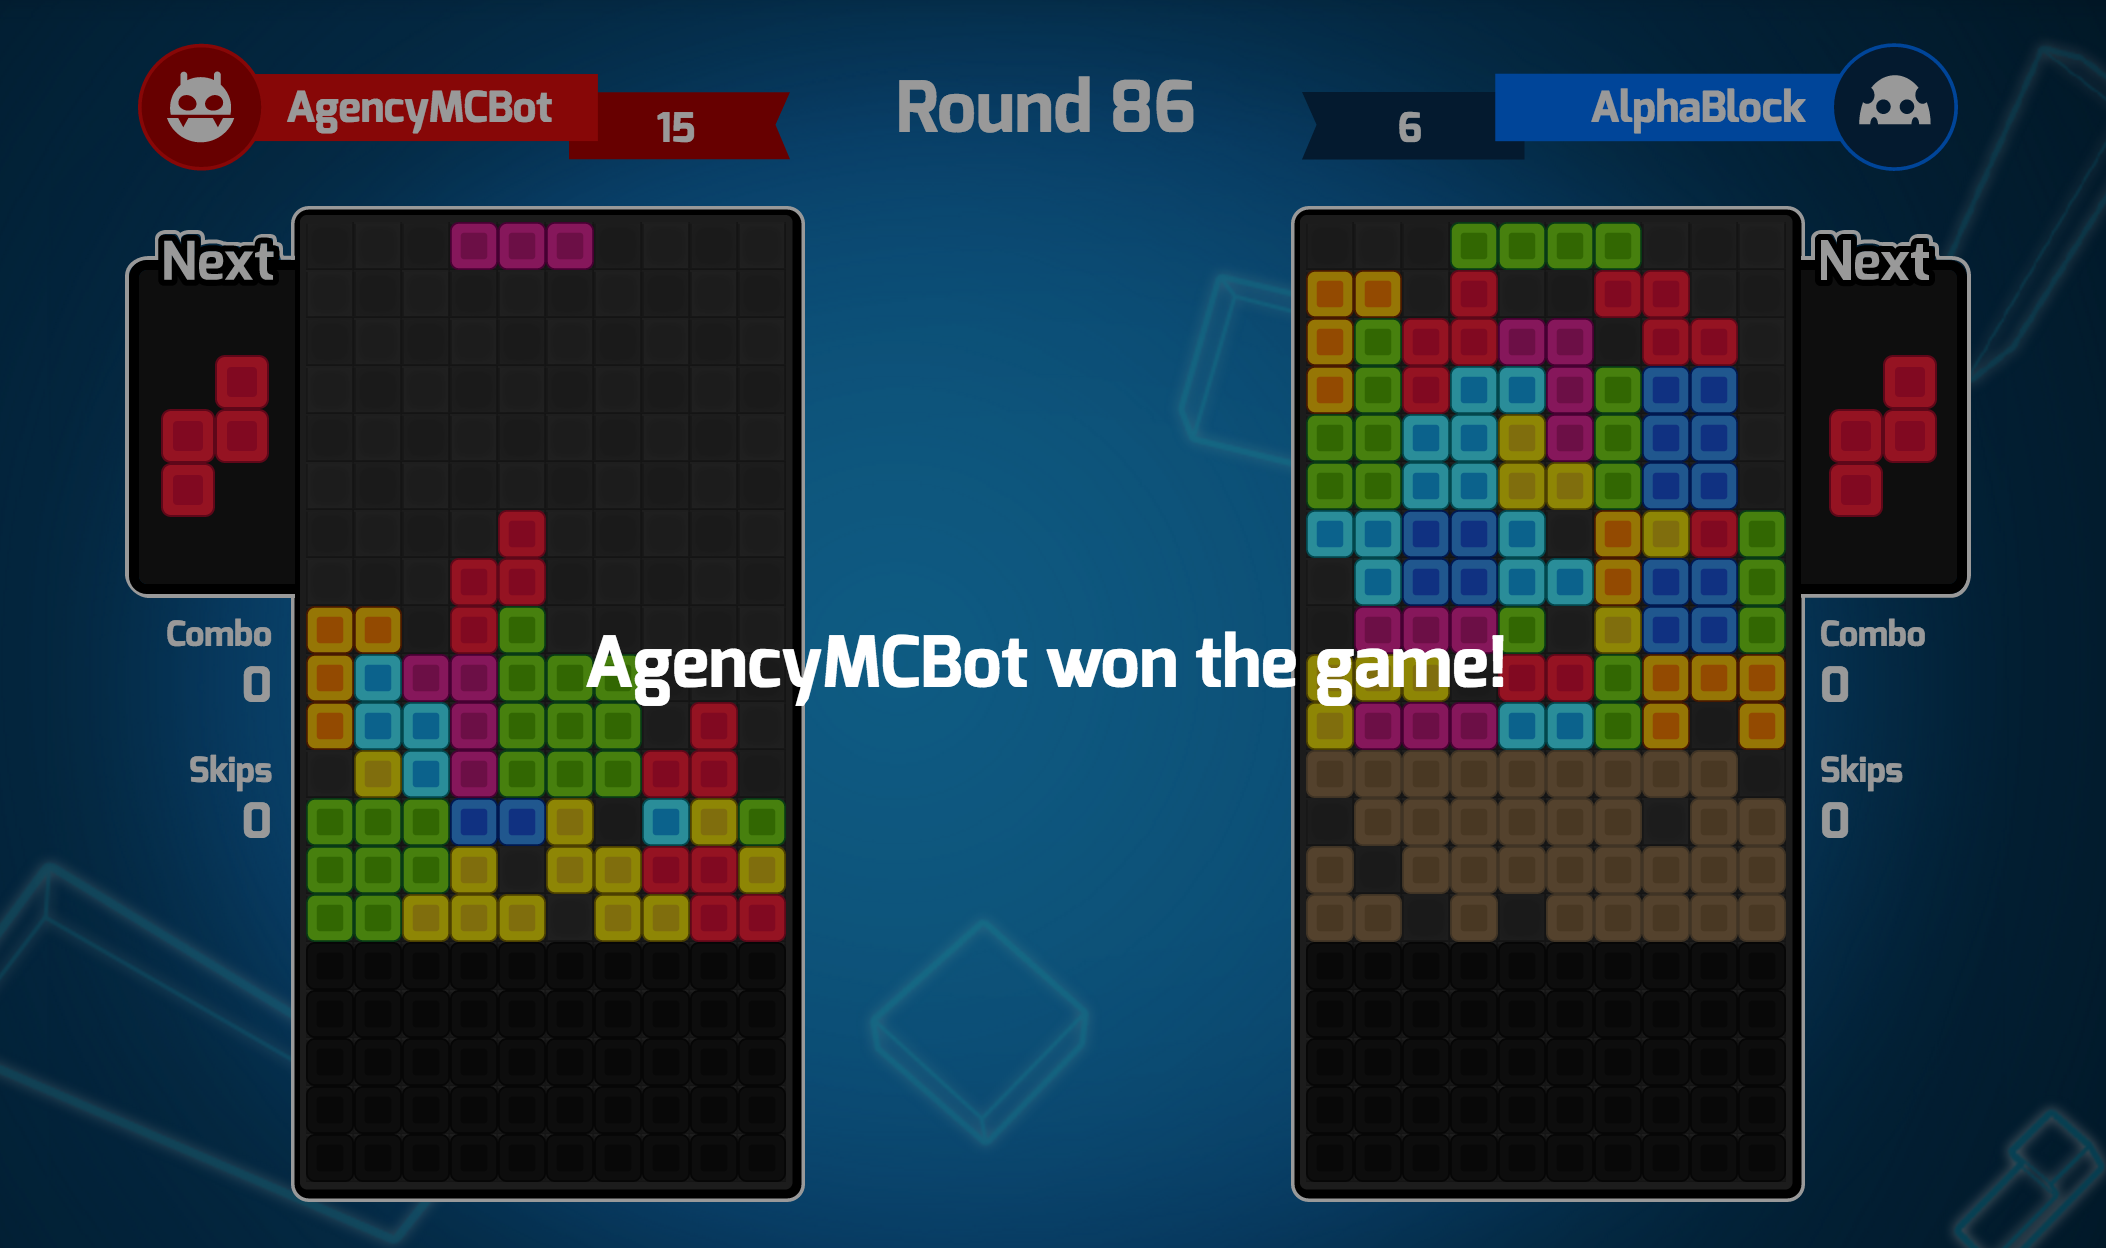 AgencyMCBot
15
Round 86
6
AlphaBlock
Next
Next
Combo
0
Skips
0
AgencyMCBot won the game!
Combo
0
Skips
0